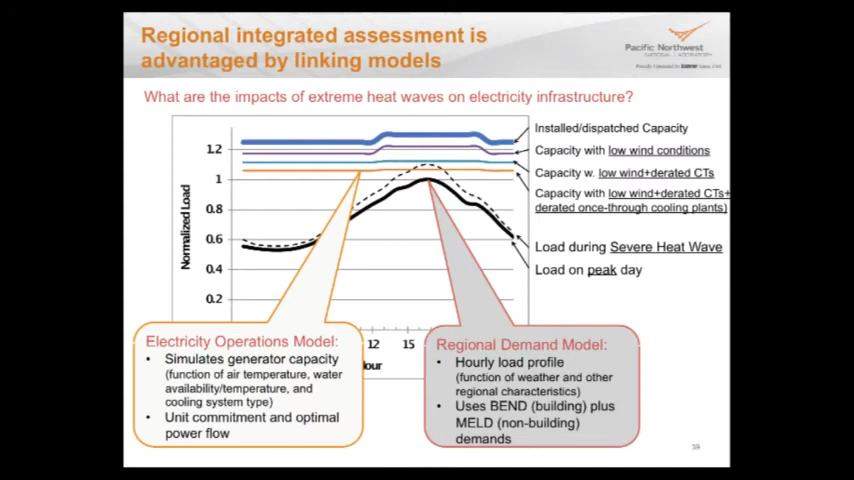 Regional integrated assessment is
advantaged by linking models
Pacific Northwest
NATIONAL LABORATORY
What are the impacts of extreme heat waves on electricity infrastructure?
Installed/dispatched Capacity
Capacity with low wind conditions
Capacity w. low wind+derated CTs
Capacity with low wind+derated CTs+
derated once-through cooling plants)
Load during Severe Heat Wave
Load on peak day
Normalized Load
1.2
1
0.8
0.6
0.4
0.2
12
15
Electricity Operations Model:
• Simulates generator capacity
(function of air temperature, water
availability/temperature, and
cooling system type)
• Unit commitment and optimal
power flow
Regional Demand Model:
• Hourly load profile
(function of weather and other
regional characteristics)
• Uses BEND (building) plus
MELD (non-building)
demands